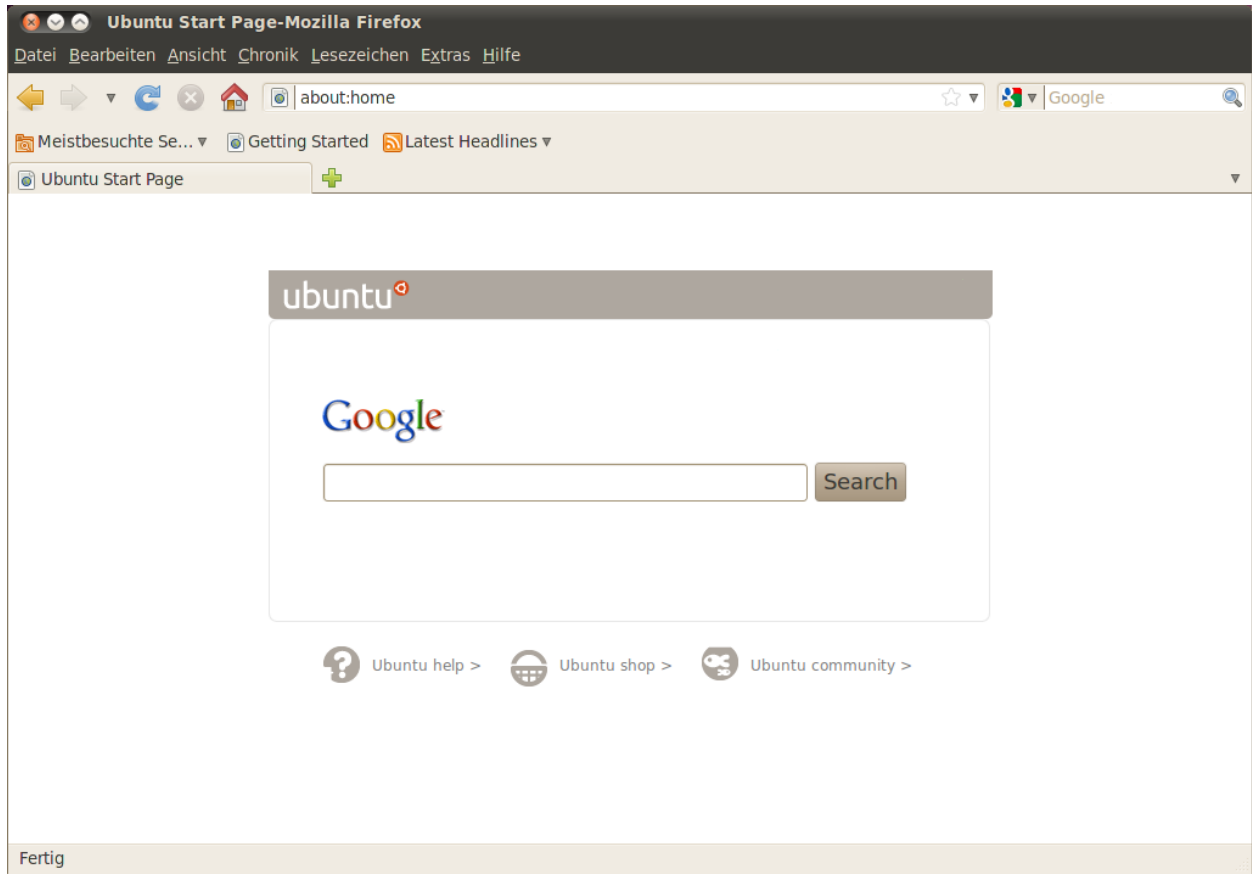 Ubuntu Start Page-Mozilla Firefox
Datei Bearbeiten Ansicht Chronik Lesezeichen Extras Hilfe
about:home Google
Meistbesuchte Se... Getting Started Latest Headlines
Ubuntu Start Page
ubuntu
Google
Search
Ubuntu help > Ubuntu shop > Ubuntu community >
Fertig